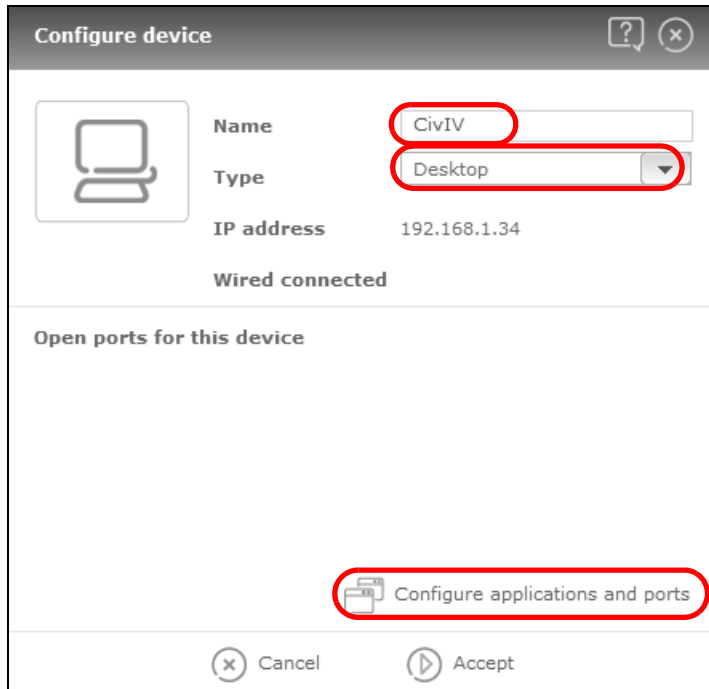 Configure device ?
Name CivIV
Type Desktop
IP address 192.168.1.34
Wired connected
Open ports for this device
Configure applications and ports
Cancel Accept